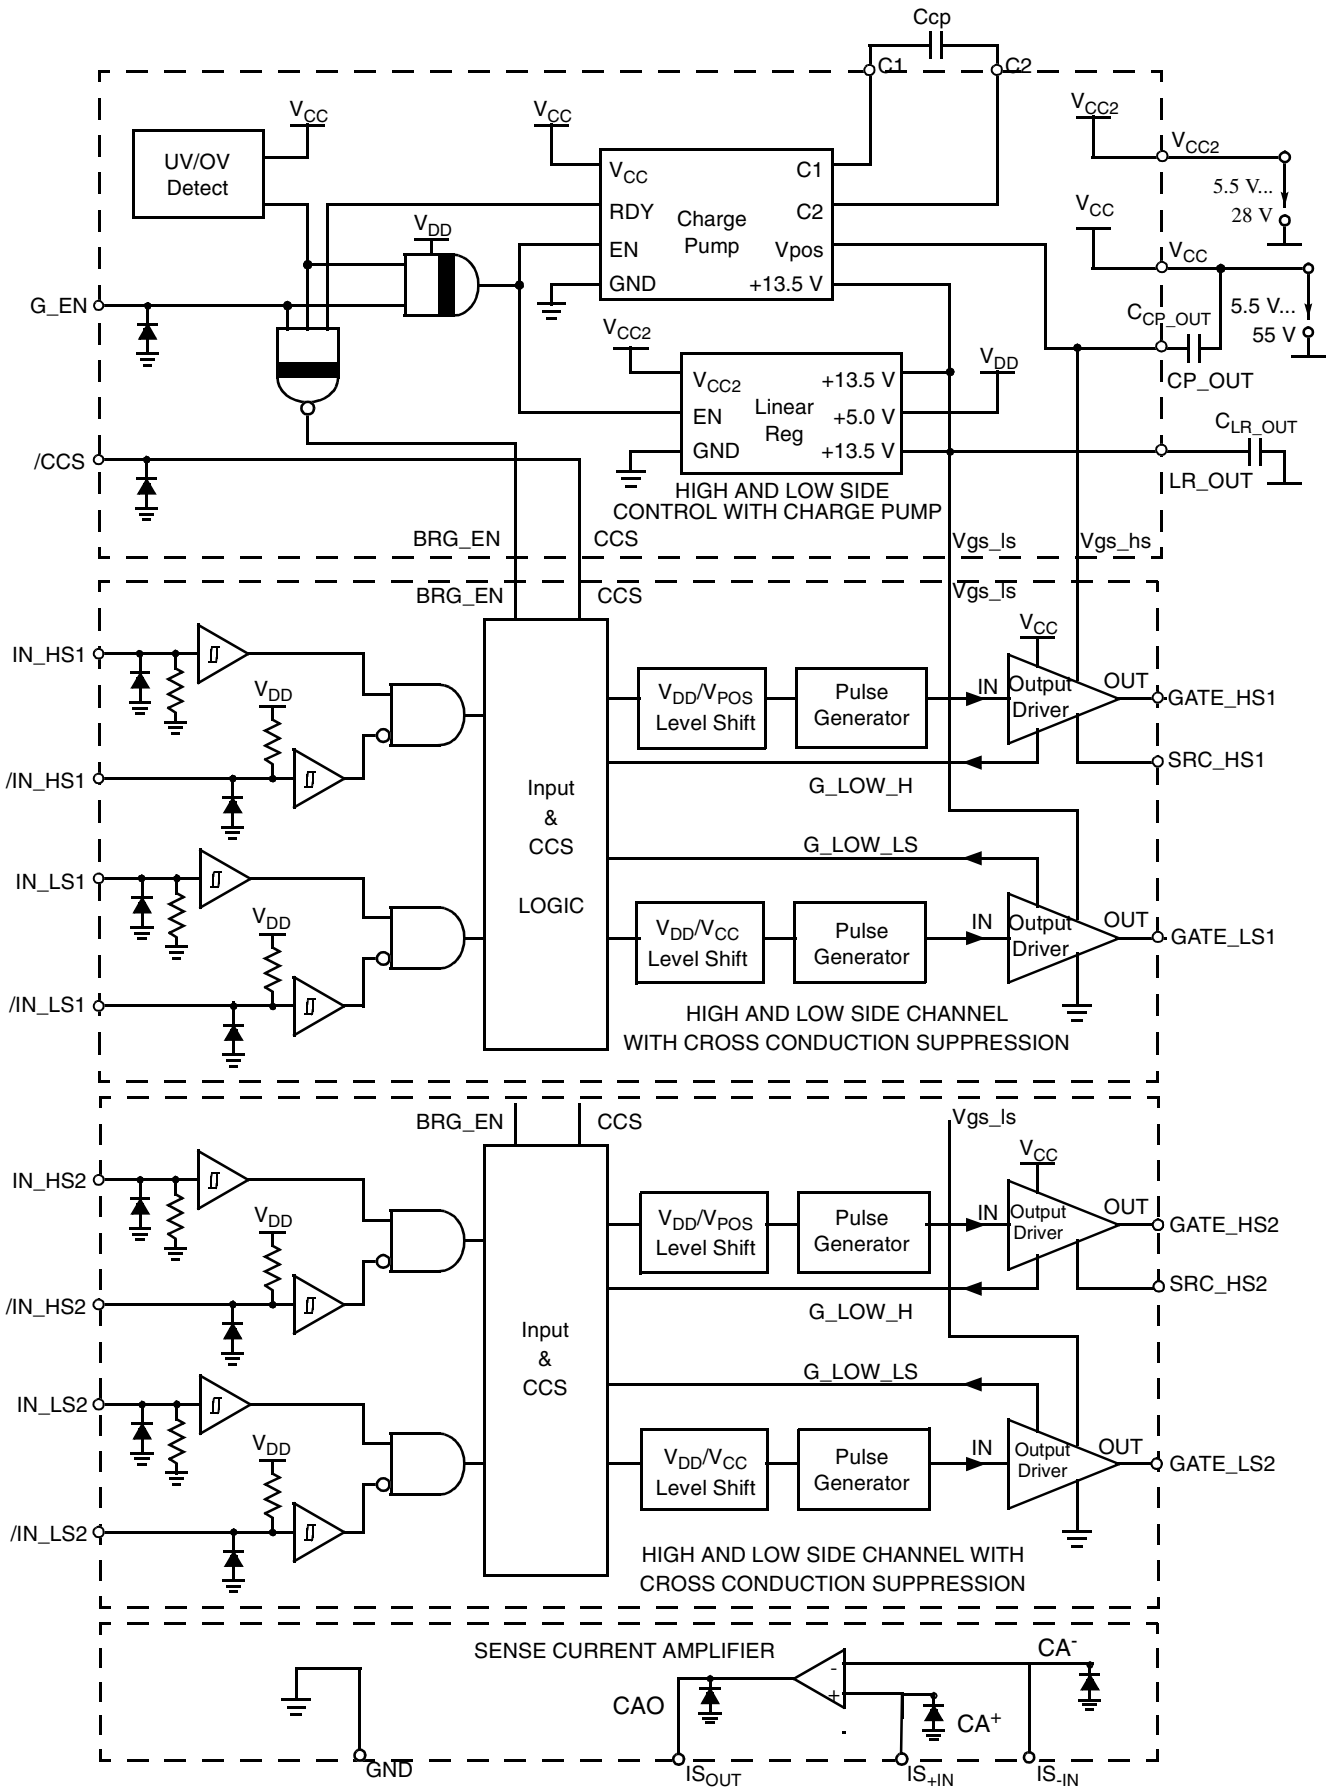 Ccp
C1
C2
VCC
VCC
VCC2
VCC2
UV/OV
Detect
VCC
RDY
EN
GND
Charge
Pump
C1
C2
Vpos
+13.5 V
5.5 V...
28 V
VDD
VCC
VCC
G_EN
CCP_OUT
5.5 V...
55 V
CP_OUT
VCC2
VCC2
EN
GND
Linear
Reg
+13.5 V
+5.0 V
+13.5 V
VDD
CLR_OUT
LR_OUT
/CCS
HIGH AND LOW SIDE
CONTROL WITH CHARGE PUMP
BRG_EN
CCS
Vgs_ls
Vgs_hs
BRG_EN
CCS
Vgs_ls
IN_HS1
VDD
/IN_HS1
IN_LS1
VDD
/IN_LS1
Input
&
CCS
LOGIC
VDD/VPOS
Level Shift
Pulse
Generator
IN
VCC
Output
Driver
OUT
GATE_HS1
SRC_HS1
G_LOW_H
G_LOW_LS
VDD/VCC
Level Shift
Pulse
Generator
IN
Output
Driver
OUT
GATE_LS1
HIGH AND LOW SIDE CHANNEL
WITH CROSS CONDUCTION SUPPRESSION
BRG_EN
CCS
Vgs_ls
IN_HS2
VDD
/IN_HS2
IN_LS2
VDD
/IN_LS2
Input
&
CCS
VDD/VPOS
Level Shift
Pulse
Generator
IN
VCC
Output
Driver
OUT
GATE_HS2
SRC_HS2
G_LOW_H
G_LOW_LS
VDD/VCC
Level Shift
Pulse
Generator
IN
Output
Driver
OUT
GATE_LS2
HIGH AND LOW SIDE CHANNEL WITH
CROSS CONDUCTION SUPPRESSION
SENSE CURRENT AMPLIFIER
CA-
-
+
CAO
CA+
-
GND
ISOUT
IS+IN
IS-IN